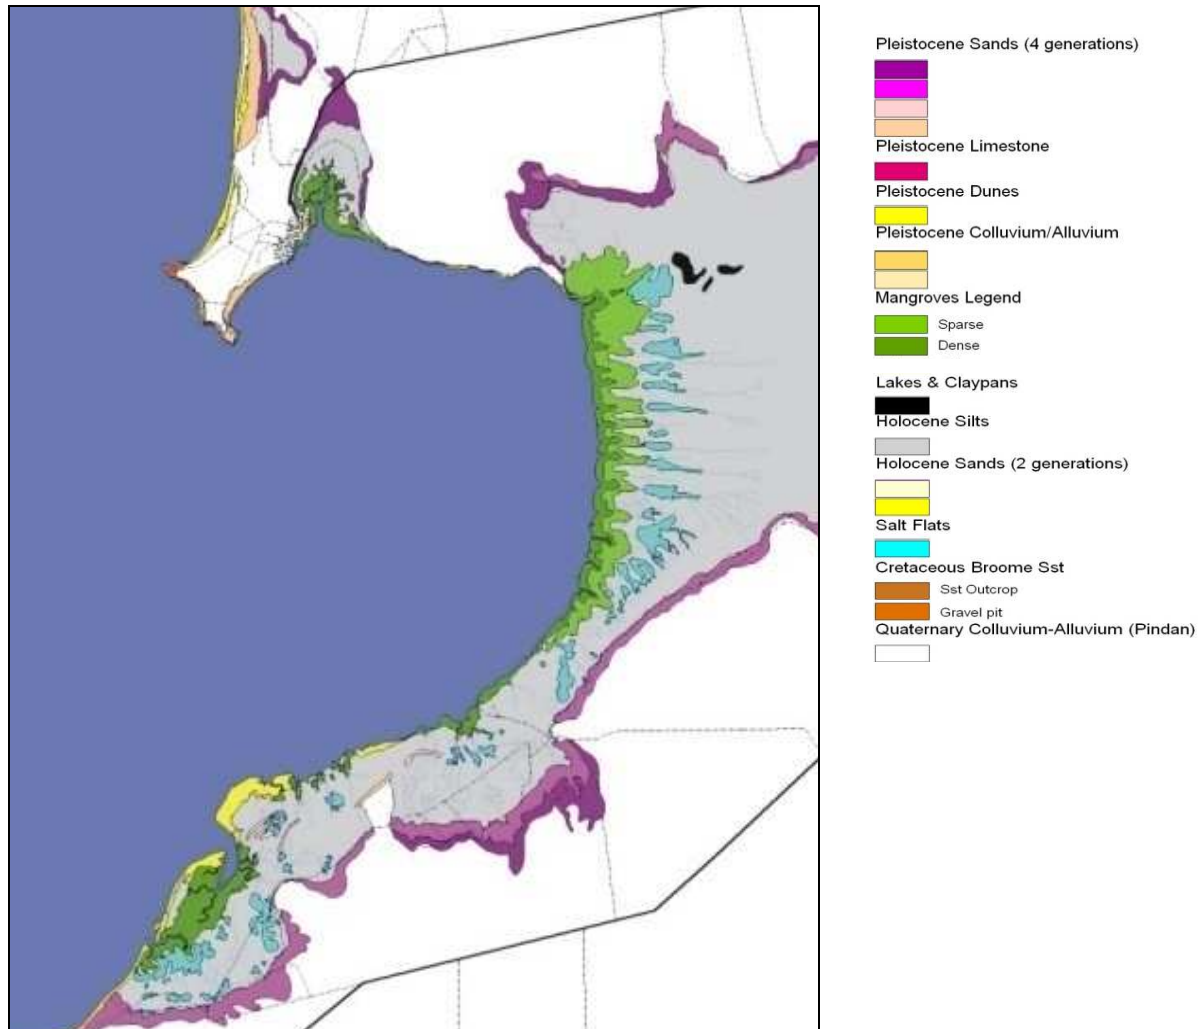 Pleistocene Sands (4 generations)
Pleistocene Limestone
Pleistocene Dunes
Pleistocene Colluvium/Alluvium
Mangroves Legend
Sparse
Dense
Lakes & Claypans
Holocene Silts
Holocene Sands (2 generations)
Salt Flats
Cretaceous Broome Sst
Sst Outcrop
Gravel pit
Quaternary Colluvium-Alluvium (Pindan)